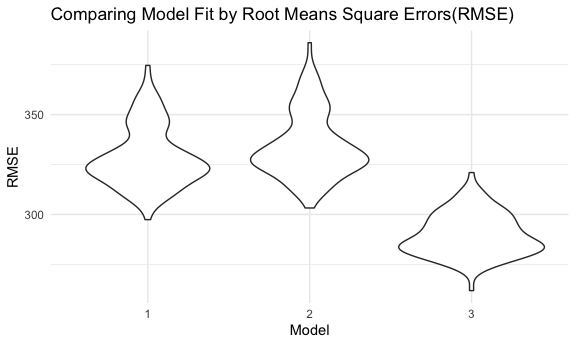 Comparing Model Fit by Root Means Square Errors(RMSE)
350
300
RMSE
1
2
3
Model